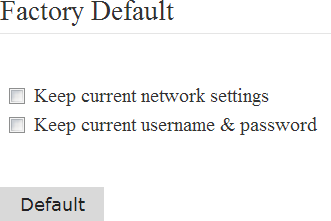 Factory Default
Keep current network settings
Keep current username & password
Default